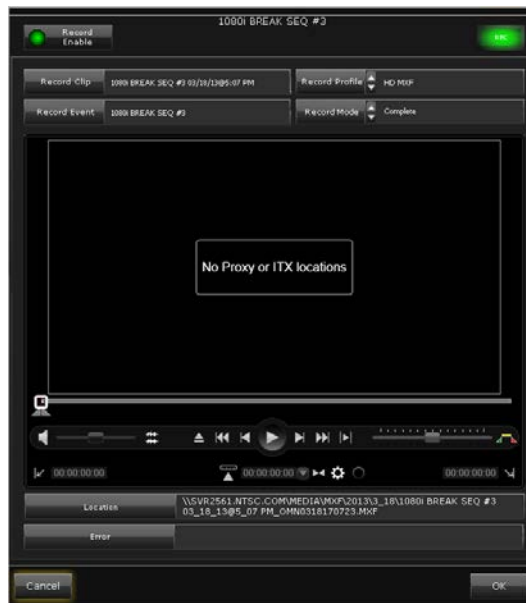 1080i BREAK SEQ #3
Record Enable
REC
Record Clip 1080i BREAK SEQ #3 03/18/13@5:07 PM Record Profile HD MXF
Record Event 1080i BREAK SEQ #3 Record Mode Complete
No Proxy or ITX locations
00:00:00:00 00:00:00:00 00:00:00:00
Location \\SVR2561.NTSC.COM\MEDIA\MXF\2013\3_18\1080i BREAK SEQ #3
03_18_13@5_07 PM_OMN0318170723.MXF
Error
Cancel OK